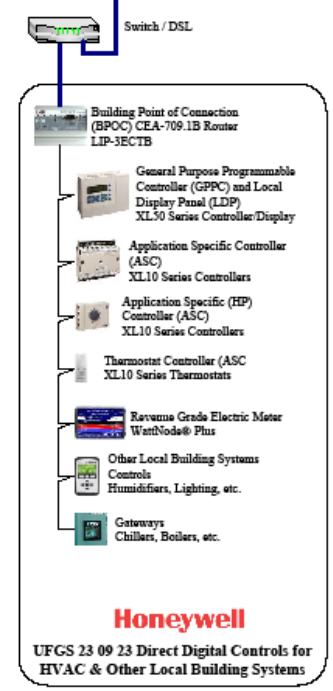 Switch / DSL
Building Point of Connection
(BPOC) CEA-709.1B Router
LIP-3ECTB
General Purpose Programmable
Controller (GPPC) and Local
Display Panel (LDP)
XL50 Series Controller/Display
Application Specific Controller
(ASC)
XL10 Series Controllers
Application Specific (HP)
Controller (ASC)
XL10 Series Controllers
Thermostat Controller (ASC
XL10 Series Thermostats
Revenue Grade Electric Meter
WattNode® Plus
Other Local Building Systems
Controls
Humidifiers, Lighting, etc.
Gateways
Chillers, Boilers, etc.
Honeywell
UFGS 23 09 23 Direct Digital Controls for
HVAC & Other Local Building Systems